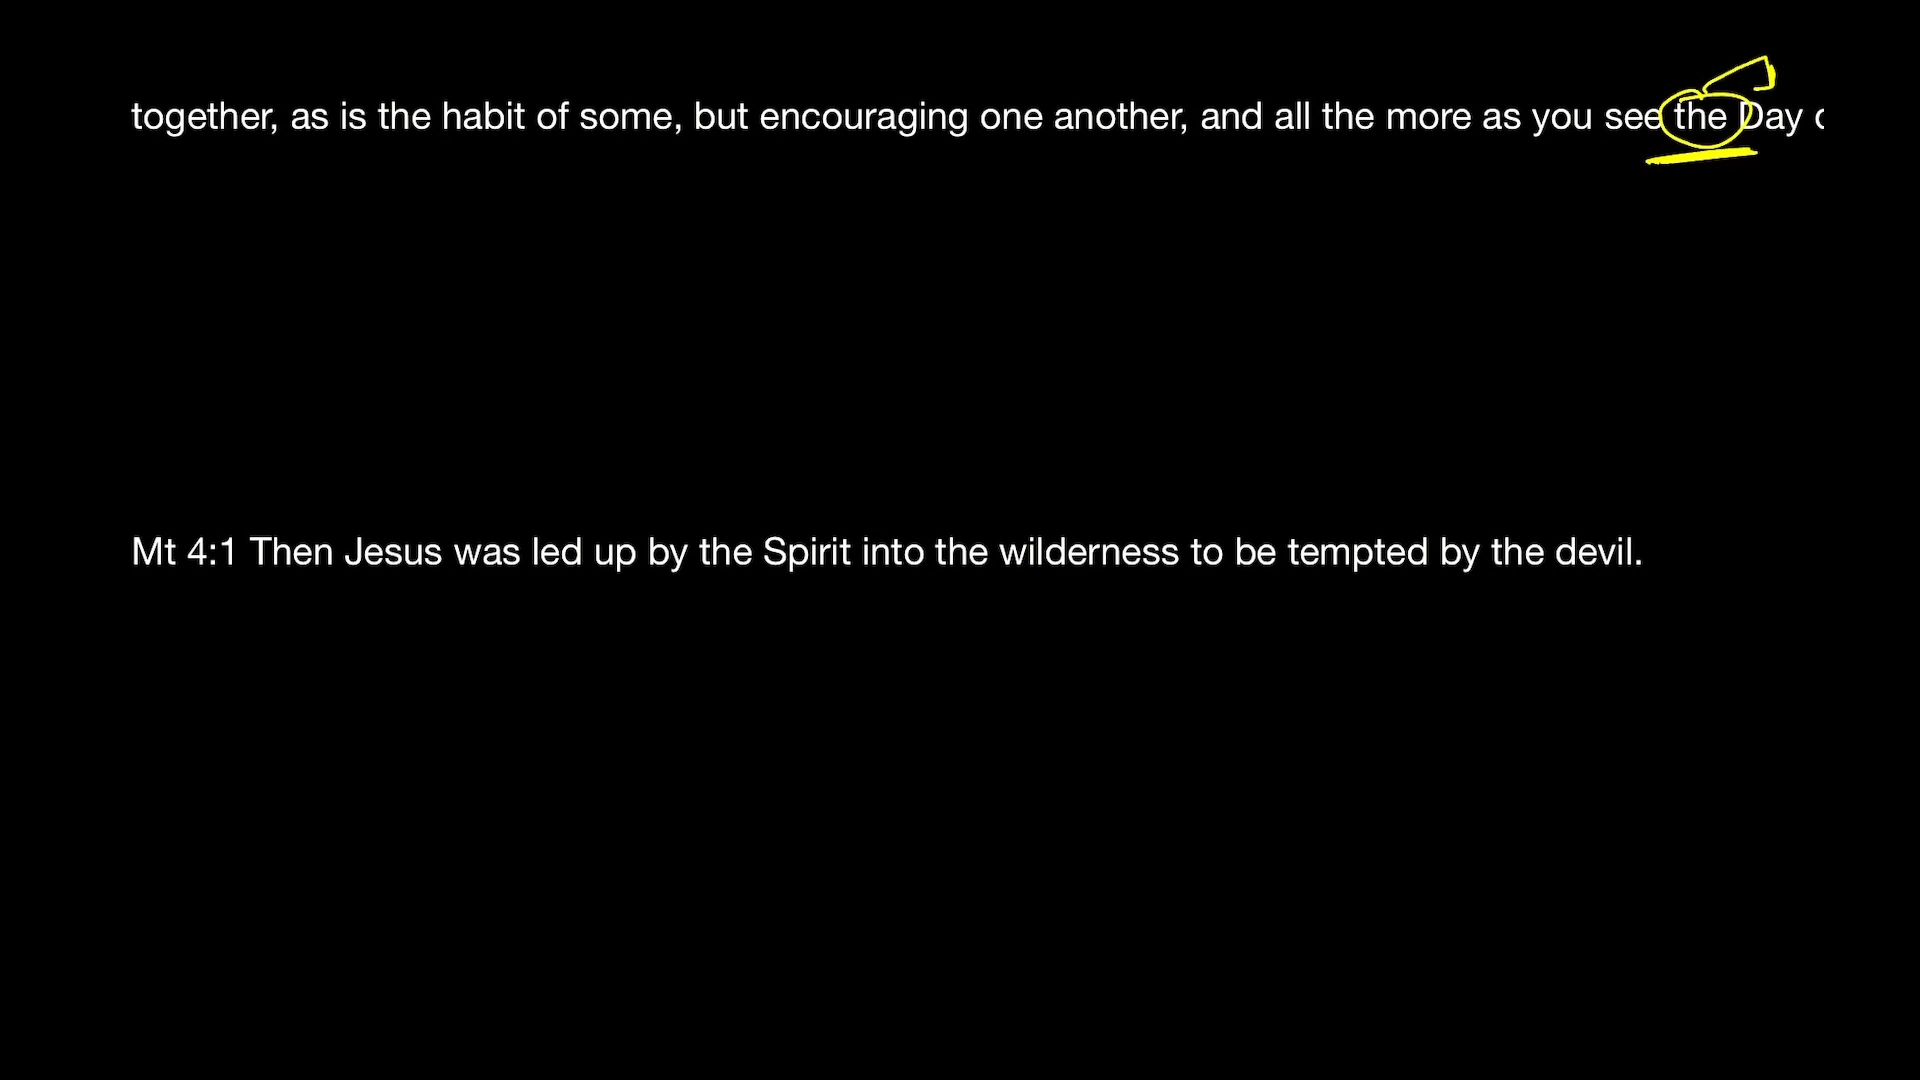 together, as is the habit of some, but encouraging one another, and all the more as you see the Day
Mt 4:1 Then Jesus was led up by the Spirit into the wilderness to be tempted by the devil.